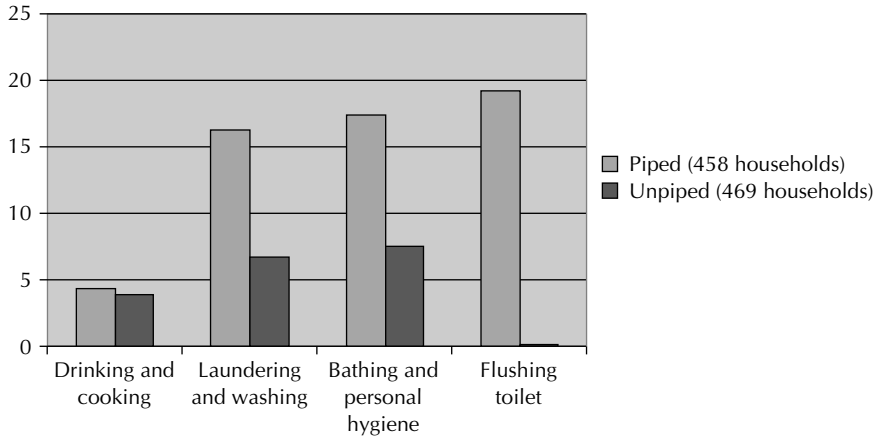 25
20
15
10
5
0
Drinking and
cooking
Laundering
and washing
Bathing and
personal
hygiene
Flushing
toilet
Piped (458 households)
Unpiped (469 households)